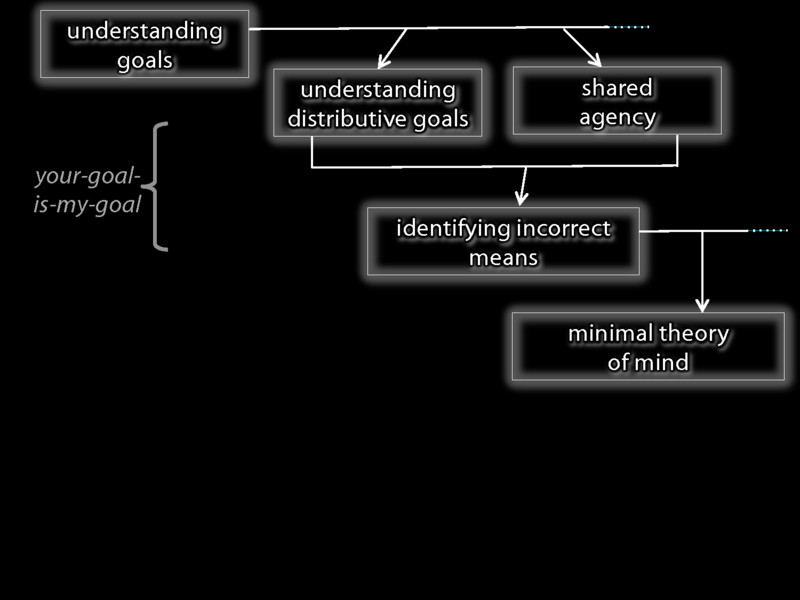 understanding
goals
understanding
distributive goals
shared
agency
your-goal-
is-my-goal
identifying incorrect
means
minimal theory
of mind